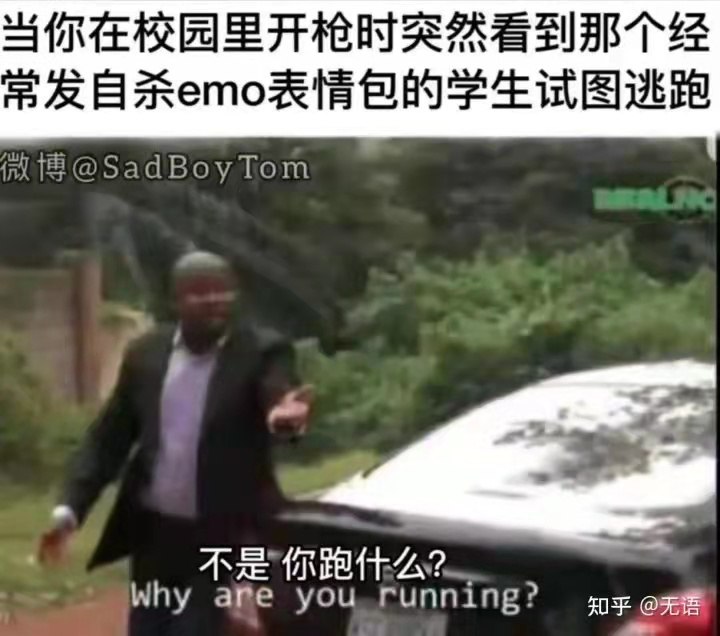 当你在校园里开枪时突然看到那个经
常发自杀emo表情包的学生试图逃跑
微博@SadBoyTom
不是 你跑什么?
Why are you running?
知乎 @无语